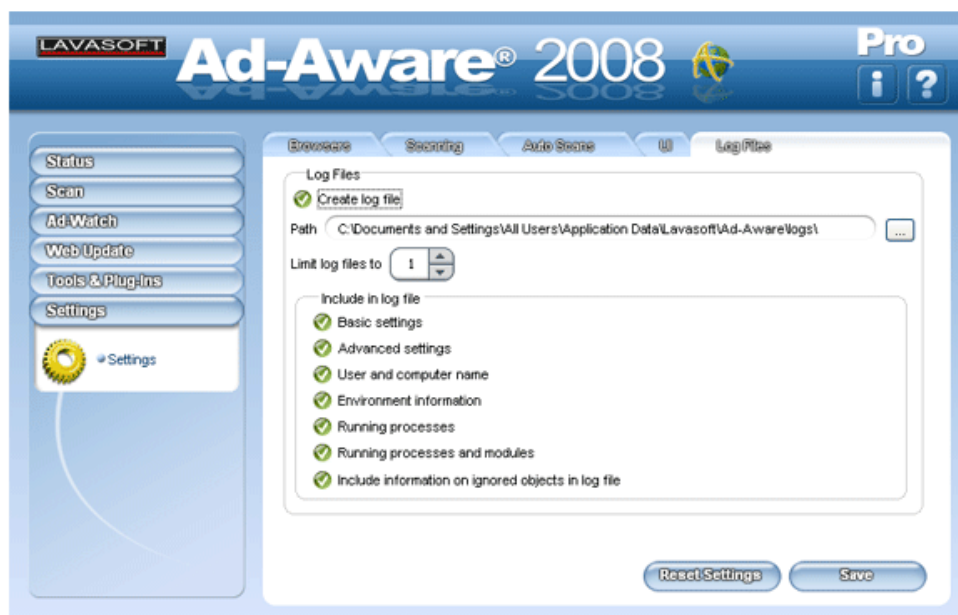 LAVASOFT
Ad-Aware® 2008
Pro
i ?
Status
Scan
Ad-Watch
Web Update
Tools & Plug-Ins
Settings
Settings
Browsers Scanning Auto Scans UI Log Files
Log Files
Create log file
Path C:\Documents and Settings\All Users\Application Data\Lavasoft\Ad-Aware\logs\ ...
Limit log files to 1
Include in log file
Basic settings
Advanced settings
User and computer name
Environment information
Running processes
Running processes and modules
Include information on ignored objects in log file
Reset Settings Save